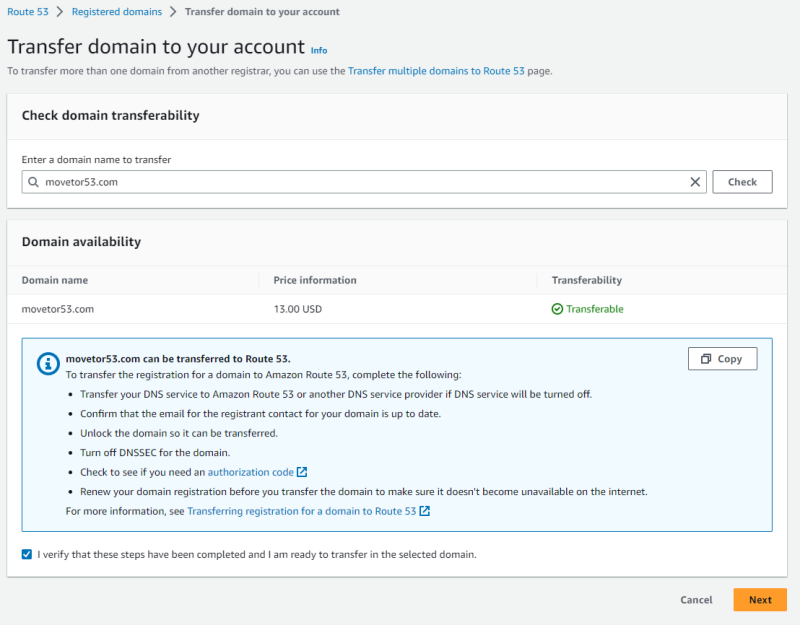 Route 53 > Registered domains > Transfer domain to your account
Transfer domain to your account Info
To transfer more than one domain from another registrar, you can use the Transfer multiple domains to Route 53 page.
Check domain transferability
Enter a domain name to transfer
movetor53.com
Check
Domain availability
Domain name Price information Transferability
movetor53.com 13.00 USD Transferable
movetor53.com can be transferred to Route 53.
Copy
To transfer the registration for a domain to Amazon Route 53, complete the following:
• Transfer your DNS service to Amazon Route 53 or another DNS service provider if DNS service will be turned off.
• Confirm that the email for the registrant contact for your domain is up to date.
• Unlock the domain so it can be transferred.
• Turn off DNSSEC for the domain.
• Check to see if you need an authorization code
• Renew your domain registration before you transfer the domain to make sure it doesn't become unavailable on the internet.
For more information, see Transferring registration for a domain to Route 53
I verify that these steps have been completed and I am ready to transfer in the selected domain.
Cancel Next